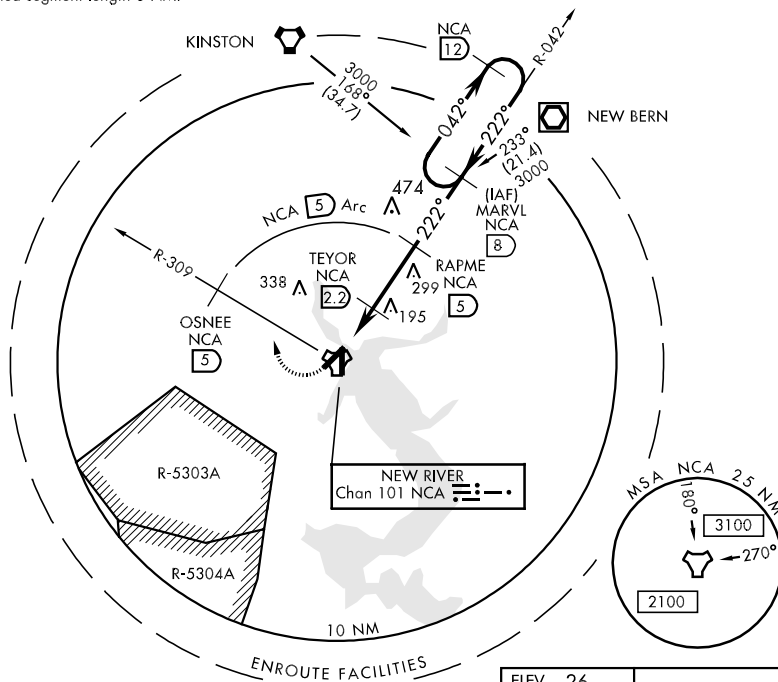 KINSTON
3000
168°
(34.7)
NCA
12
R-042
042°
222°
NEW BERN
233°
(21.4)
3000
(IAF)
MARVL
NCA
8
474
NCA 5 Arc
222°
R-309
TEYOR
NCA
2.2
RAPME
NCA
5
338
299
195
OSNEE
NCA
5
R-5303A
R-5304A
NEW RIVER
Chan 101 NCA
10 NM
ENROUTE FACILITIES
MSA NCA 25 NM
180°
3100
270°
2100
ELEV 26